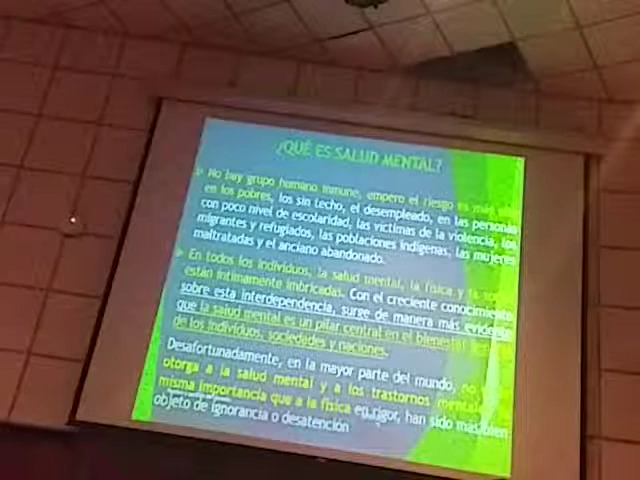 ¿QUÉ ES SALUD MENTAL?
No hay grupo humano inmune, empero el riesgo es más
en los pobres, los sin techo, el desempleado, en las personas
con poco nivel de escolaridad, las víctimas de la violencia, los
migrantes y refugiados, las poblaciones indígenas, las mujeres
maltratadas y el anciano abandonado.
En todos los individuos, la salud mental, la física y la
están íntimamente imbricadas. Con el creciente conocimiento
sobre esta interdependencia, surge de manera más evidente
que la salud mental es un pilar central en el bienestar
de los individuos, sociedades y naciones.
Desafortunadamente, en la mayor parte del mundo, no
otorga a la salud mental y a los trastornos mentales
misma importancia que a la física en rigor, han sido más bien
objeto de ignorancia o desatención